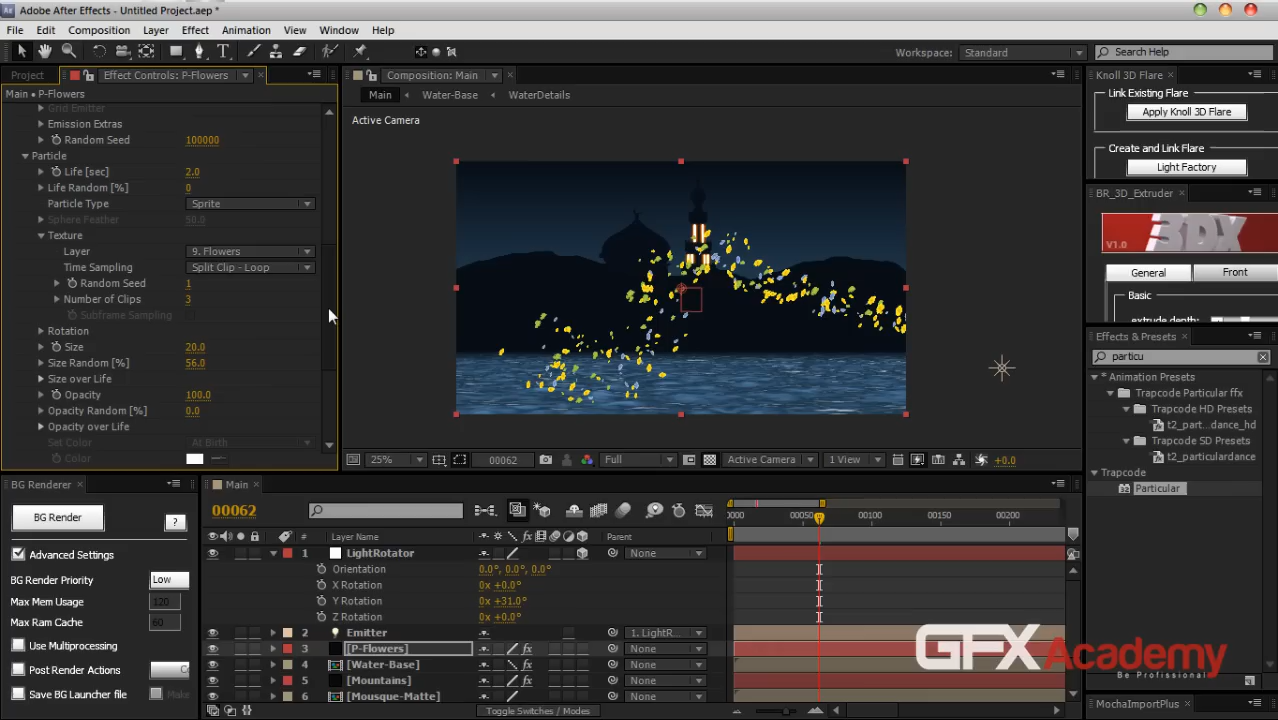 Adobe After Effects - Untitled Project.aep *
File Edit Composition Layer Effect Animation View Window Help
Workspace: Standard Search Help
Project Effect Controls: P-Flowers
Main • P-Flowers
Grid Emitter
Emission Extras
Random Seed 100000
Particle
Life [sec] 2.0
Life Random [%] 0
Particle Type Sprite
Sphere Feather 50.0
Texture
Layer 9. Flowers
Time Sampling Split Clip - Loop
Random Seed 1
Number of Clips 3
Subframe Sampling
Rotation
Size 20.0
Size Random [%] 56.0
Size over Life
Opacity 100.0
Opacity Random [%] 0.0
Opacity over Life
Set Color At Birth
Color
Composition: Main
Main Water-Base WaterDetails
Active Camera
25% 00062 Full Active Camera 1 View +0.0
Knoll 3D Flare
Link Existing Flare
Apply Knoll 3D Flare
Create and Link Flare
Light Factory
BR_3D_Extruder
3DX
V1.0
General Front
Basic
extrude depth:
Effects & Presets
particu
* Animation Presets
Trapcode Particular ffx
Trapcode HD Presets
t2_part...dance_hd
Trapcode SD Presets
t2_particulardance
Trapcode
Particular
MochaImportPlus
BG Renderer
BG Render
?
Advanced Settings
BG Render Priority Low
Max Mem Usage 120
Max Ram Cache 60
Use Multiprocessing
Post Render Actions
Save BG Launcher file
Main
00062
# Layer Name Parent
0000 00050 00100 00150 00200
1 LightRotator None
Orientation 0.0°, 0.0°, 0.0°
X Rotation 0x +0.0°
Y Rotation 0x +31.0°
Z Rotation 0x +0.0°
2 Emitter 1. LightR...
3 [P-Flowers] None
4 [Water-Base] None
5 [Mountains] None
6 [Mousque-Matte] None
Toggle Switches / Modes
GFXAcademy
Be Professional